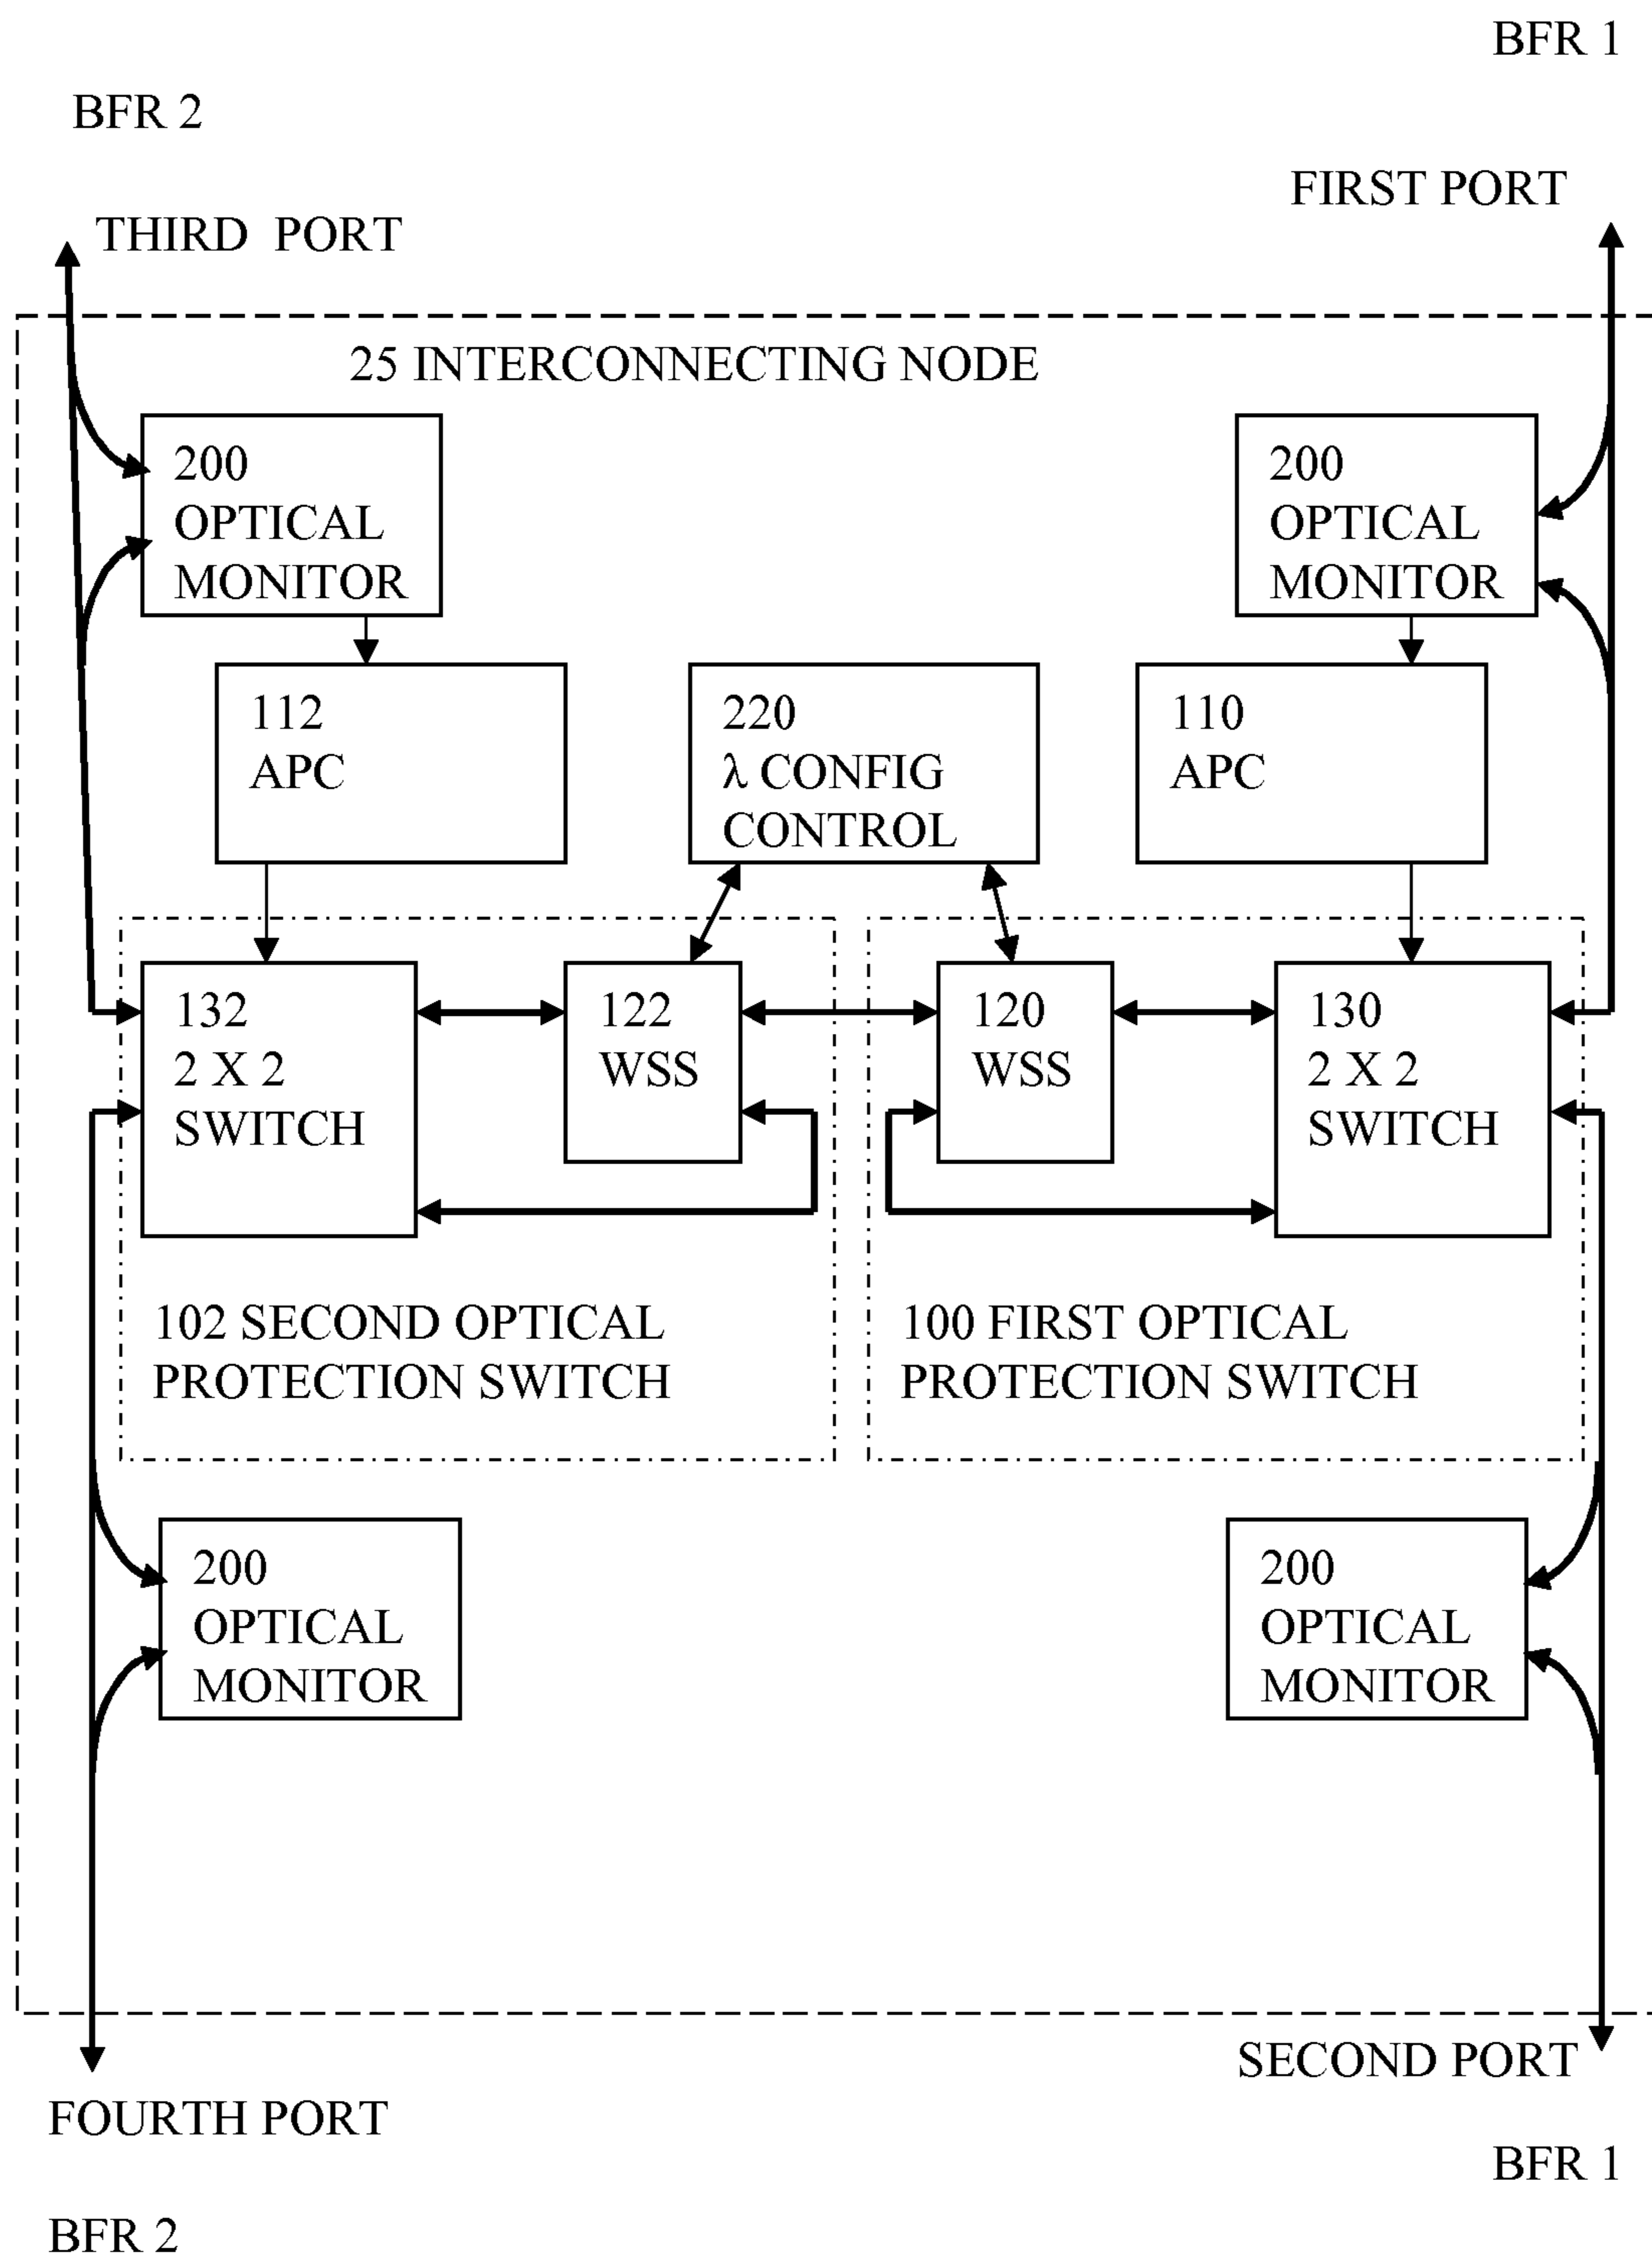 BFR 1
BFR 2
FIRST PORT
THIRD PORT
25 INTERCONNECTING NODE
200
OPTICAL
MONITOR
200
OPTICAL
MONITOR
112
APC
220
λ CONFIG
CONTROL
110
APC
132
2 X 2
SWITCH
122
WSS
120
WSS
130
2 X 2
SWITCH
102 SECOND OPTICAL
PROTECTION SWITCH
100 FIRST OPTICAL
PROTECTION SWITCH
200
OPTICAL
MONITOR
200
OPTICAL
MONITOR
SECOND PORT
FOURTH PORT
BFR 1
BFR 2